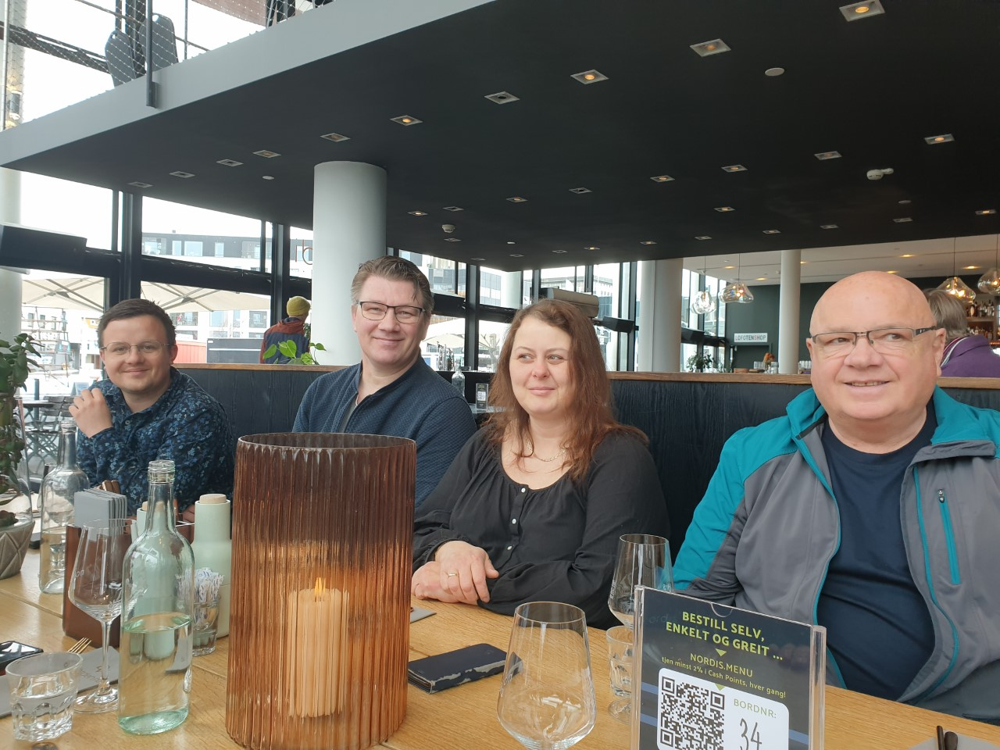 LOFOTENSHOP
BESTILL SELV,
ENKELT OG GREIT ...
NORDIS.MENU
tjen minst 2% i Cash Points, hver gang!
BORDNR:
34